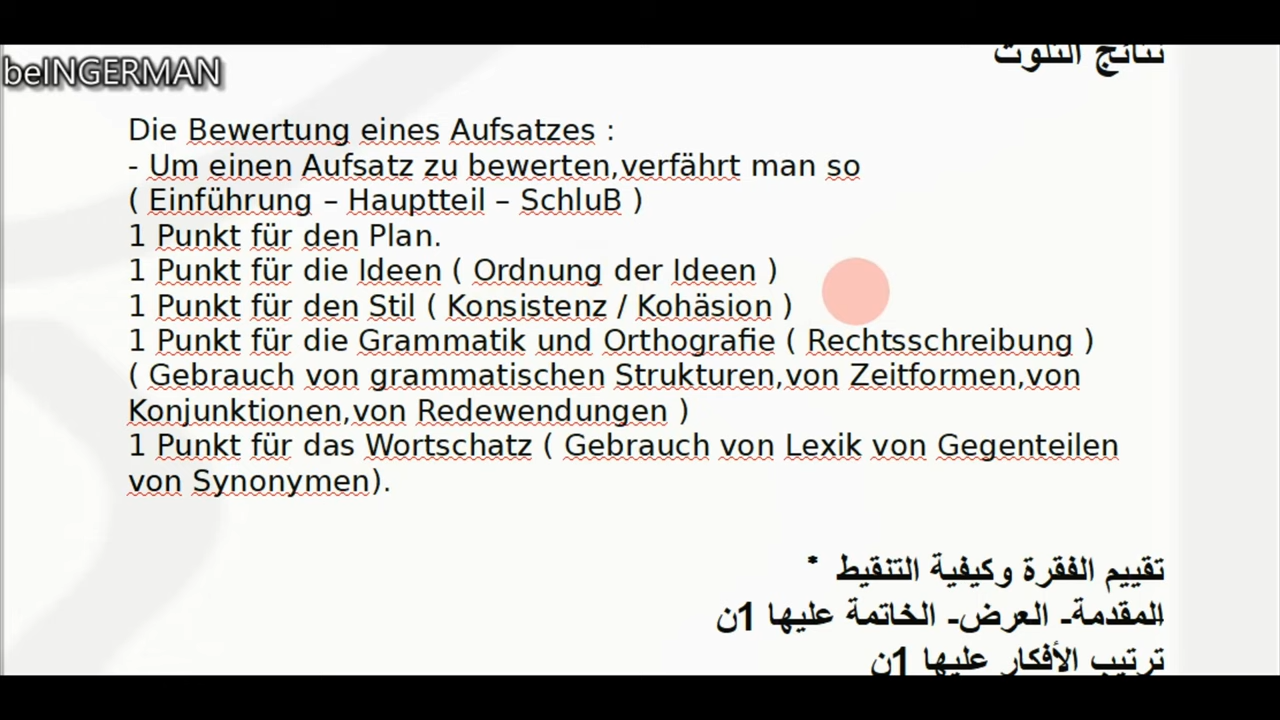 نتائج التلوث
beINGERMAN
Die Bewertung eines Aufsatzes :
- Um einen Aufsatz zu bewerten,verfährt man so
( Einführung – Hauptteil – SchluB )
1 Punkt für den Plan.
1 Punkt für die Ideen ( Ordnung der Ideen )
1 Punkt für den Stil ( Konsistenz / Kohäsion )
1 Punkt für die Grammatik und Orthografie ( Rechtsschreibung )
( Gebrauch von grammatischen Strukturen,von Zeitformen,von
Konjunktionen,von Redewendungen )
1 Punkt für das Wortschatz ( Gebrauch von Lexik von Gegenteilen
von Synonymen).
تقييم الفقرة وكيفية التنقيط *
المقدمة- العرض- الخاتمة عليها 1ن
ترتيب الأفكار عليها 1ن